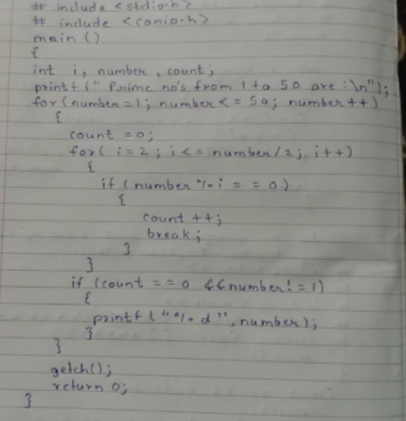 # include <stdio.h>
# include <conio.h>
main ()
{
int i, number, count;
printf (" Prime no's from 1 to 50 are :\n");
for (number = 1; number <= 50; number ++)
{
count = 0;
for( i = 2 ; i <= number/2; i++)
{
if (number % i = = 0)
{
count ++;
break;
}
}
if (count = = 0 && number! = 1)
{
printf ( "% d ", number);
}
}
getch();
return 0;
}